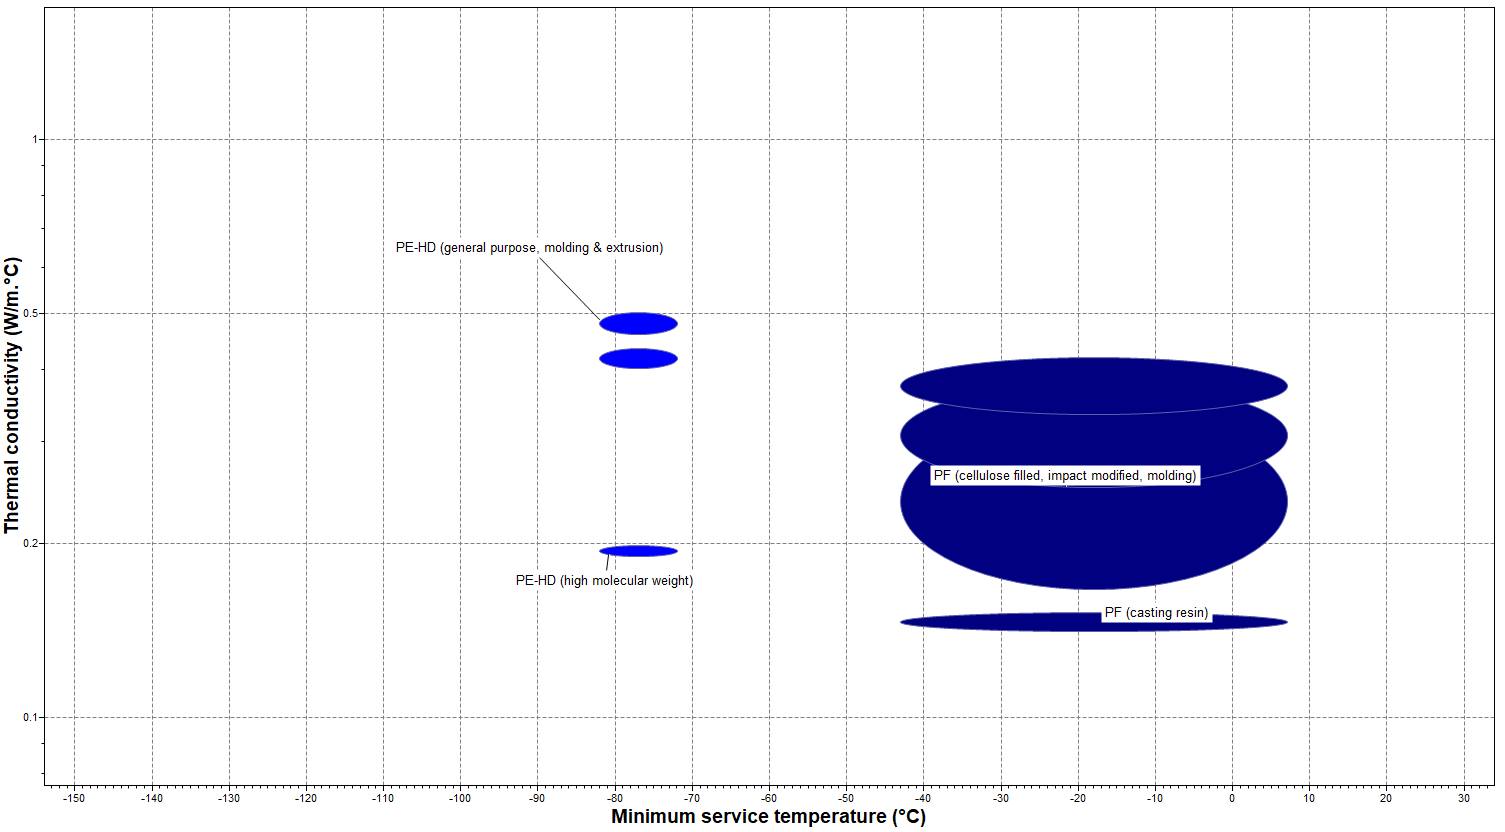 1
PE-HD (general purpose, molding & extrusion)
0.5
Thermal conductivity (W/m.°C)
PF (cellulose filled, impact modified, molding)
0.2
PE-HD (high molecular weight)
PF (casting resin)
0.1
-150 -140 -130 -120 -110 -100 -90 -80 -70 -60 -50 -40 -30 -20 -10 0 10 20 30
Minimum service temperature (°C)